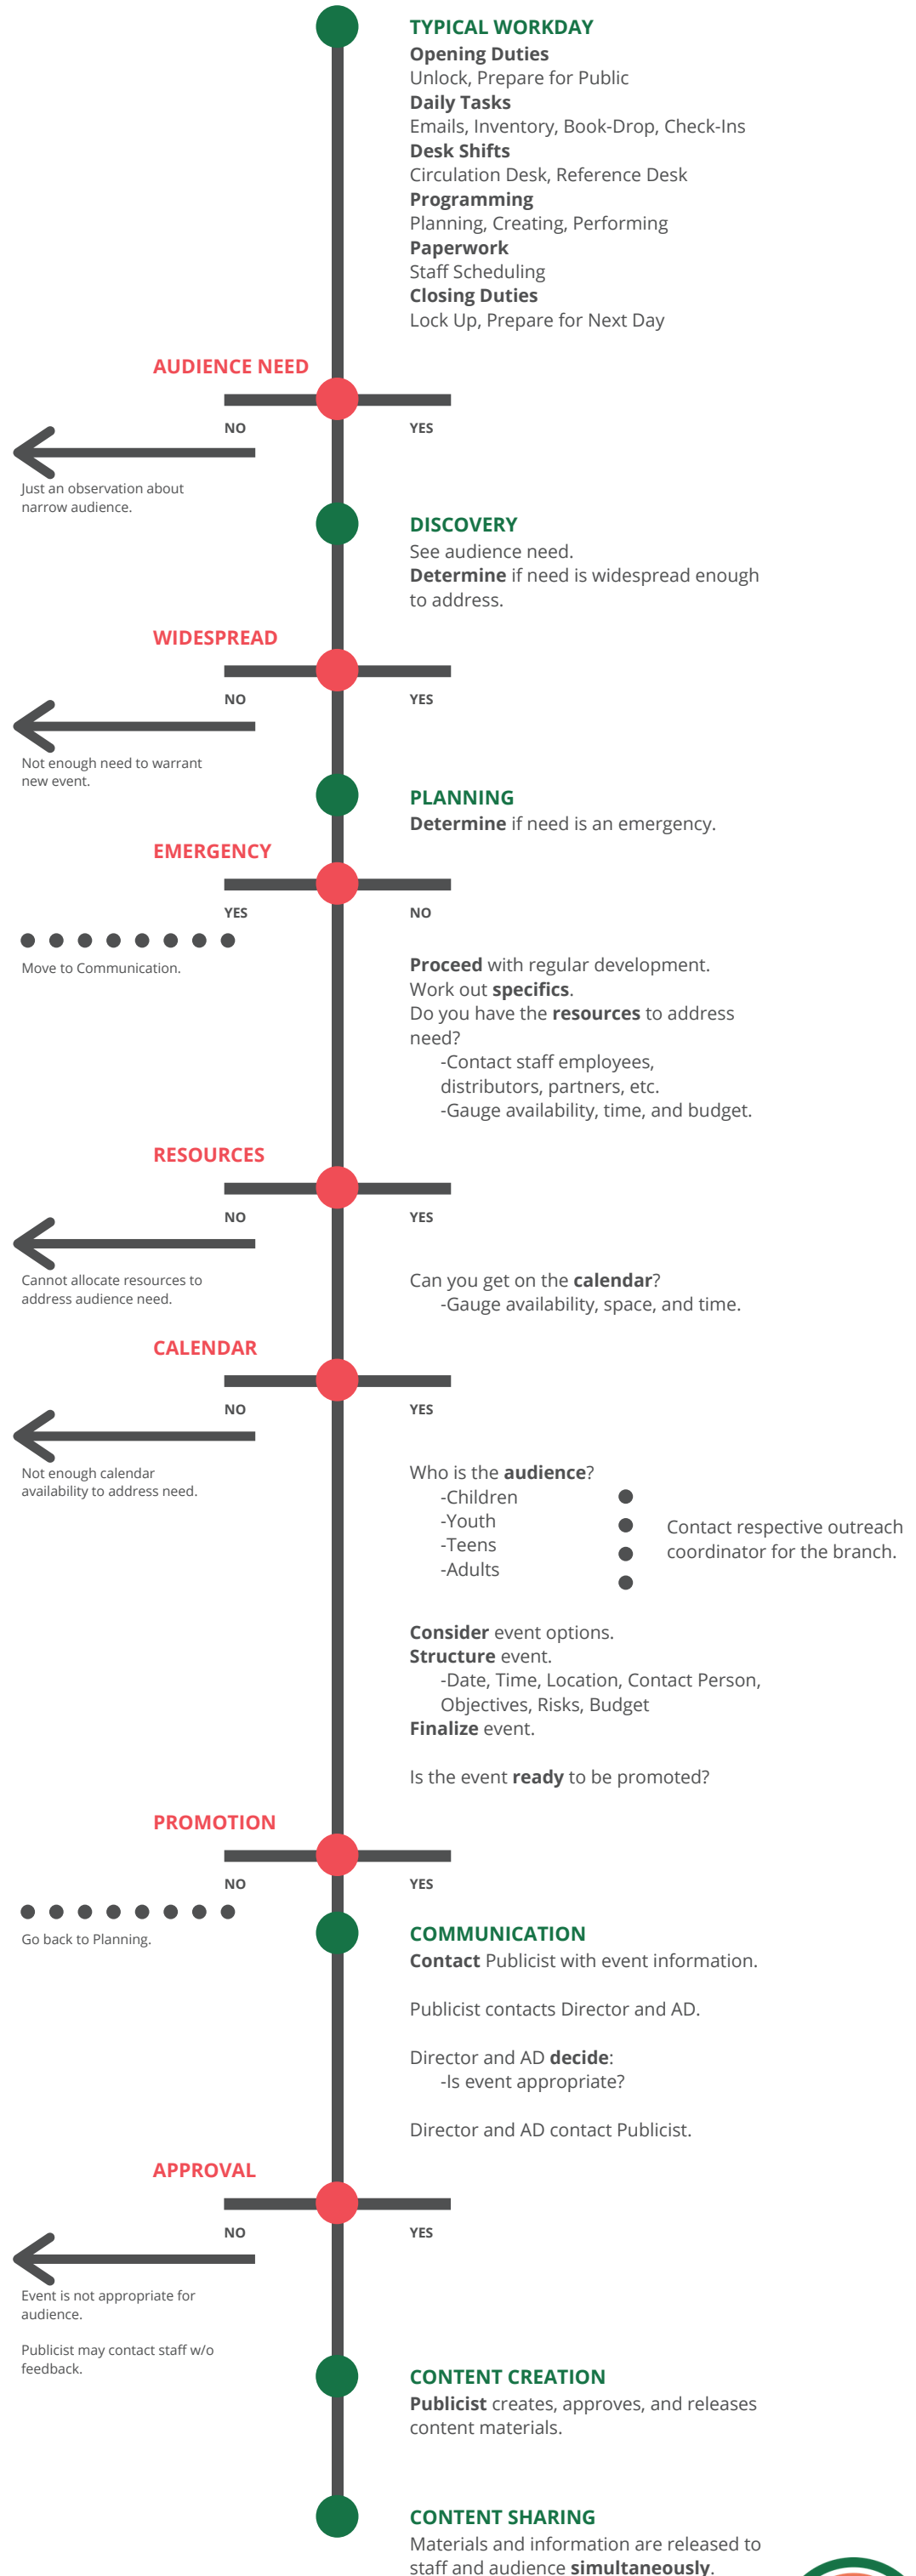 TYPICAL WORKDAY
Opening Duties
Unlock, Prepare for Public
Daily Tasks
Emails, Inventory, Book-Drop, Check-Ins
Desk Shifts
Circulation Desk, Reference Desk
Programming
Planning, Creating, Performing
Paperwork
Staff Scheduling
Closing Duties
Lock Up, Prepare for Next Day
AUDIENCE NEED
NO
YES
Just an observation about
narrow audience.
DISCOVERY
See audience need.
Determine if need is widespread enough
to address.
WIDESPREAD
NO
YES
Not enough need to warrant
new event.
PLANNING
Determine if need is an emergency.
EMERGENCY
YES
NO
Move to Communication.
Proceed with regular development.
Work out specifics.
Do you have the resources to address
need?
-Contact staff employees,
distributors, partners, etc.
-Gauge availability, time, and budget.
RESOURCES
NO
YES
Cannot allocate resources to
address audience need.
Can you get on the calendar?
-Gauge availability, space, and time.
CALENDAR
NO
YES
Not enough calendar
availability to address need.
Who is the audience?
-Children
-Youth
-Teens
-Adults
Contact respective outreach
coordinator for the branch.
Consider event options.
Structure event.
-Date, Time, Location, Contact Person,
Objectives, Risks, Budget
Finalize event.
Is the event ready to be promoted?
PROMOTION
NO
YES
Go back to Planning.
COMMUNICATION
Contact Publicist with event information.
Publicist contacts Director and AD.
Director and AD decide:
-Is event appropriate?
Director and AD contact Publicist.
APPROVAL
NO
YES
Event is not appropriate for
audience.
Publicist may contact staff w/o
feedback.
CONTENT CREATION
Publicist creates, approves, and releases
content materials.
CONTENT SHARING
Materials and information are released to
staff and audience simultaneously.